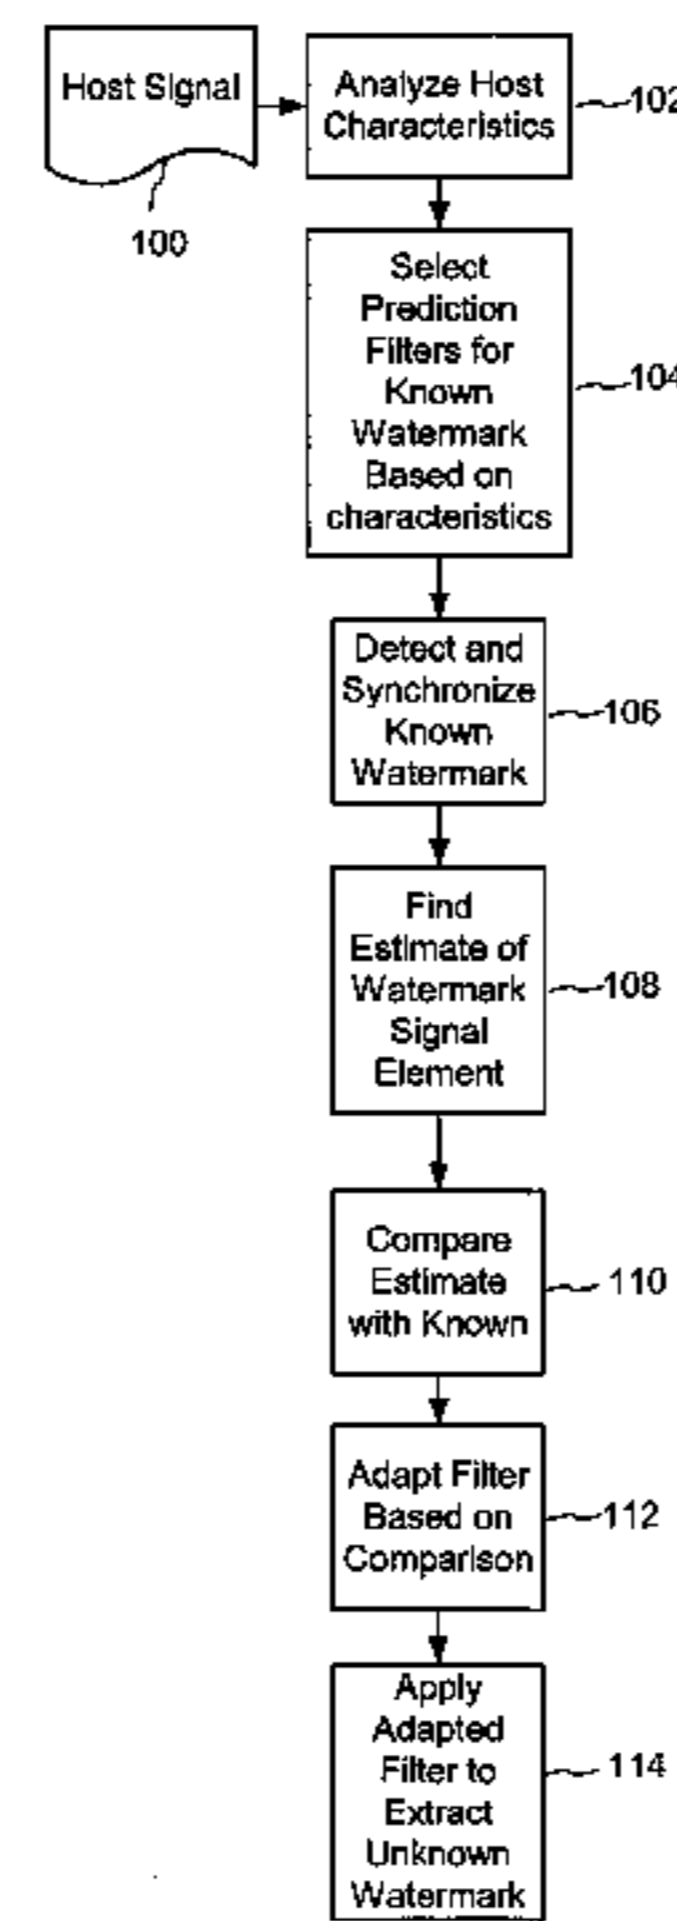 Host Signal
100
Analyze Host
Characteristics
102
Select
Prediction
Filters for
Known
Watermark
Based on
characteristics
104
Detect and
Synchronize
Known
Watermark
106
Find
Estimate of
Watermark
Signal
Element
108
Compare
Estimate
with Known
110
Adapt Filter
Based on
Comparison
112
Apply
Adapted
Filter to
Extract
Unknown
Watermark
114